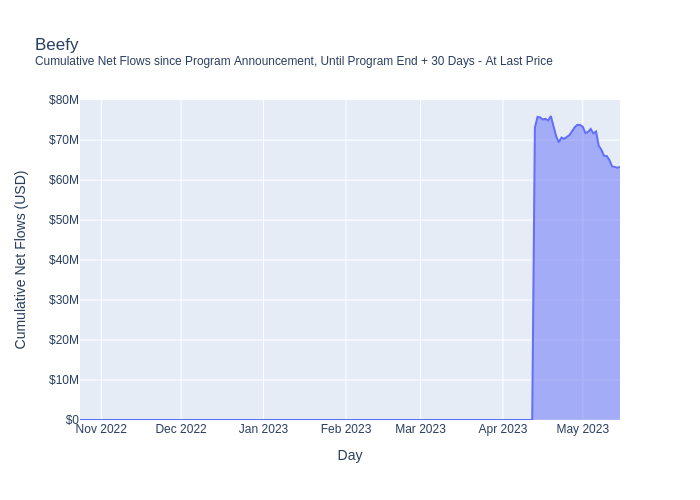 Beefy
Cumulative Net Flows since Program Announcement, Until Program End + 30 Days - At Last Price
Cumulative Net Flows (USD)
$80M
$70M
$60M
$50M
$40M
$30M
$20M
$10M
$0
Nov 2022
Dec 2022
Jan 2023
Feb 2023
Mar 2023
Apr 2023
May 2023
Day